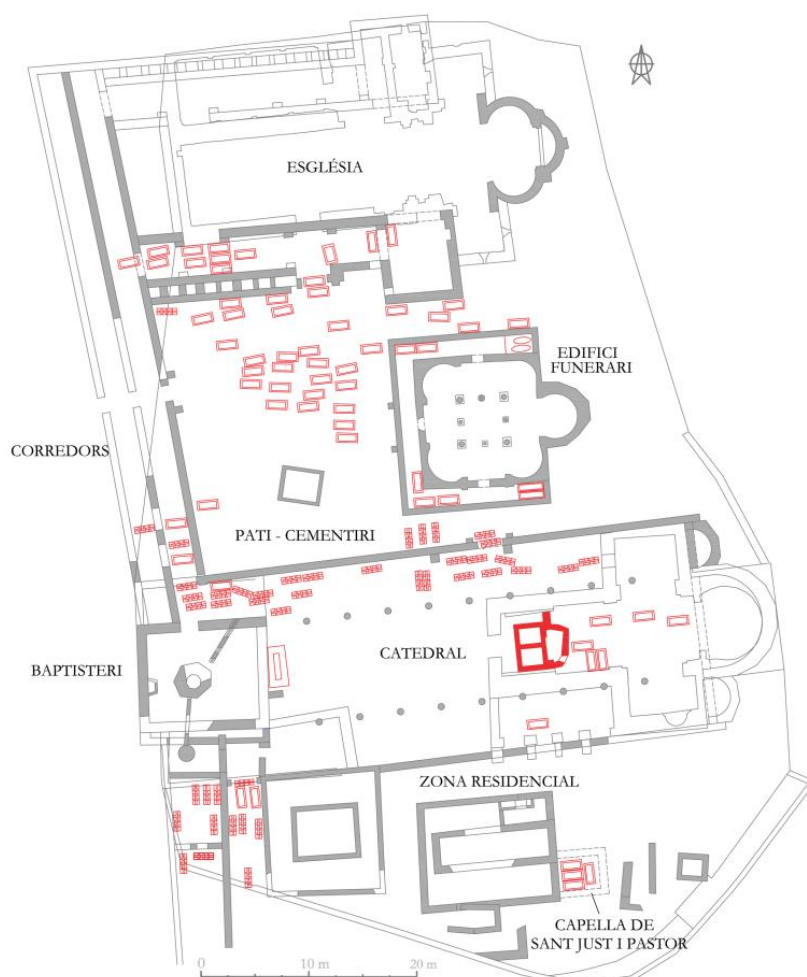 ESGLÉSIA
EDIFICI
FUNERARI
CORREDORS
PATI - CEMENTIRI
CATEDRAL
BAPTISTERI
ZONA RESIDENCIAL
CAPELLA DE
SANT JUST I PASTOR
0 10 m 20 m